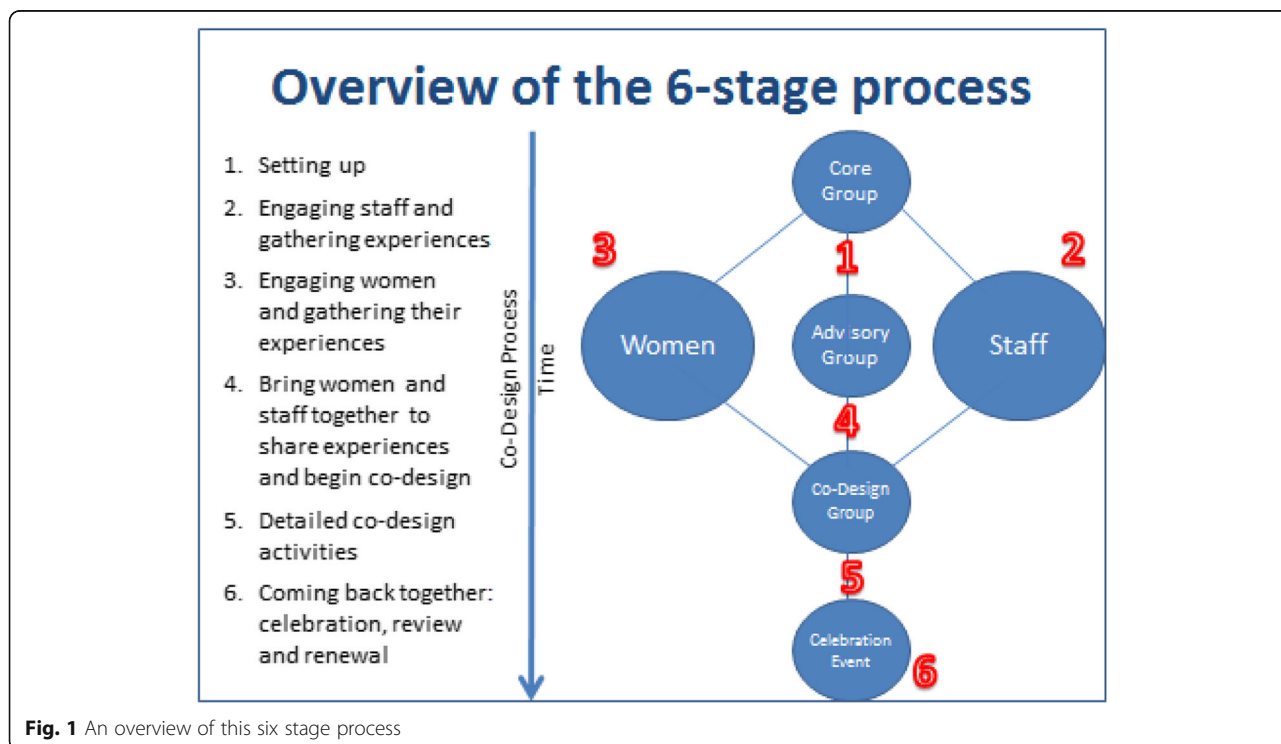 Overview of the 6-stage process
1. Setting up
2. Engaging staff and
gathering experiences
3. Engaging women
and gathering their
experiences
4. Bring women and
staff together to
share experiences
and begin co-design
5. Detailed co-design
activities
6. Coming back together:
celebration, review
and renewal
Co-Design Process
Time
Core
Group
3
1
2
Women
Advisory
Group
Staff
4
Co-Design
Group
5
Celebration
Event
6
Fig. 1 An overview of this six stage process